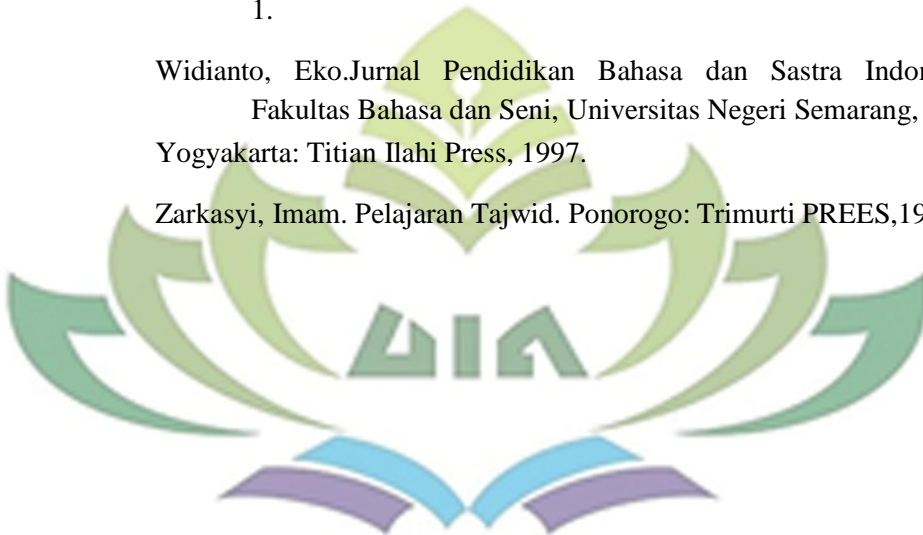 1.
Widianto, Eko.Jurnal Pendidikan Bahasa dan Sastra
Fakultas Bahasa dan Seni, Universitas Negeri Semarang,
Yogyakarta: Titian Ilahi Press, 1997.
Zarkasyi, Imam. Pelajaran Tajwid. Ponorogo: Trimurti PREES,19
UIN